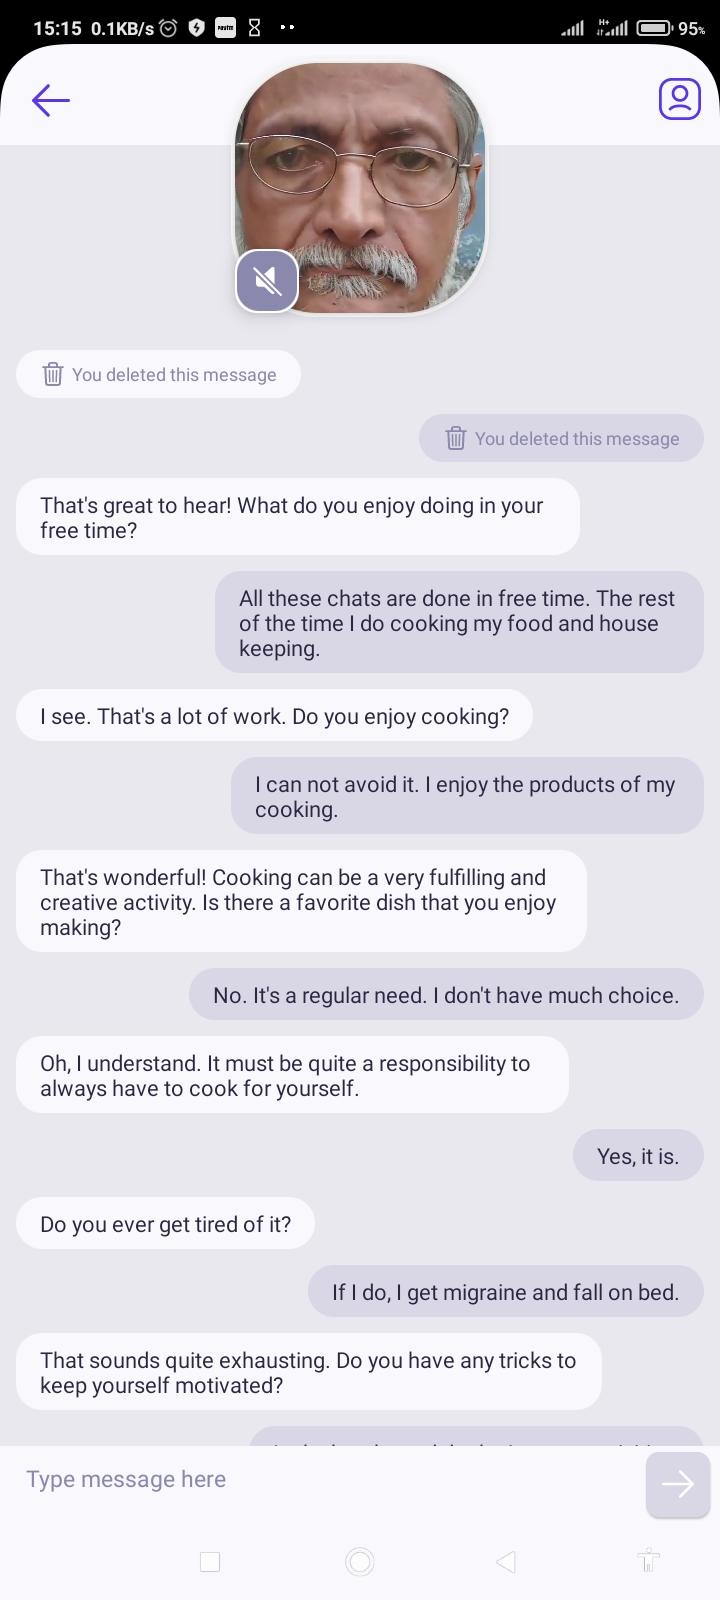 15:15 0.1KB/s paytm H+ 95%
You deleted this message
You deleted this message
That's great to hear! What do you enjoy doing in your
free time?
All these chats are done in free time. The rest
of the time I do cooking my food and house
keeping.
I see. That's a lot of work. Do you enjoy cooking?
I can not avoid it. I enjoy the products of my
cooking.
That's wonderful! Cooking can be a very fulfilling and
creative activity. Is there a favorite dish that you enjoy
making?
No. It's a regular need. I don't have much choice.
Oh, I understand. It must be quite a responsibility to
always have to cook for yourself.
Yes, it is.
Do you ever get tired of it?
If I do, I get migraine and fall on bed.
That sounds quite exhausting. Do you have any tricks to
keep yourself motivated?
Type message here